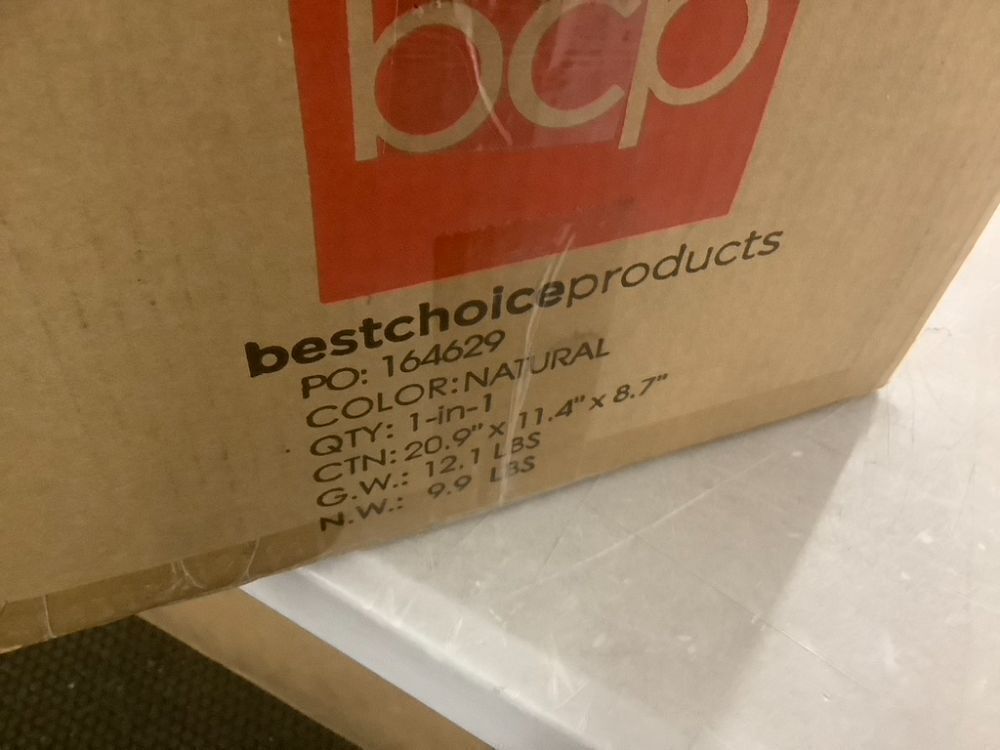 bcp
bestchoiceproducts
PO: 164629
COLOR: NATURAL
QTY: 1-in-1
CTN: 20.9" x 11.4" x 8.7"
G.W.: 12.1 LBS
N.W.: 9.9 LBS